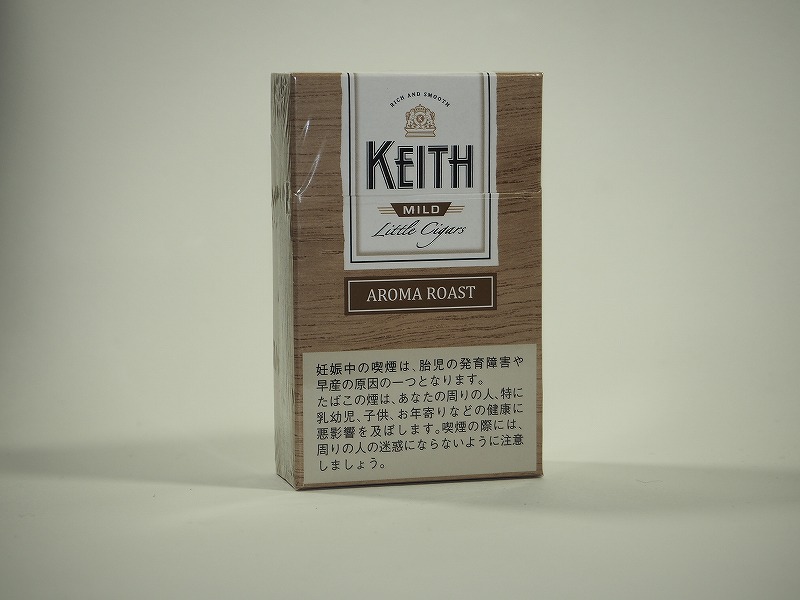 RICH AND SMOOTH
KEITH
MILD
Little Cigars
AROMA ROAST
妊娠中の喫煙は、胎児の発育障害や
早産の原因の一つとなります。
たばこの煙は、あなたの周りの人、特に
乳幼児、子供、お年寄りなどの健康に
悪影響を及ぼします。喫煙の際には、
周りの人の迷惑にならないように注意
しましょう。